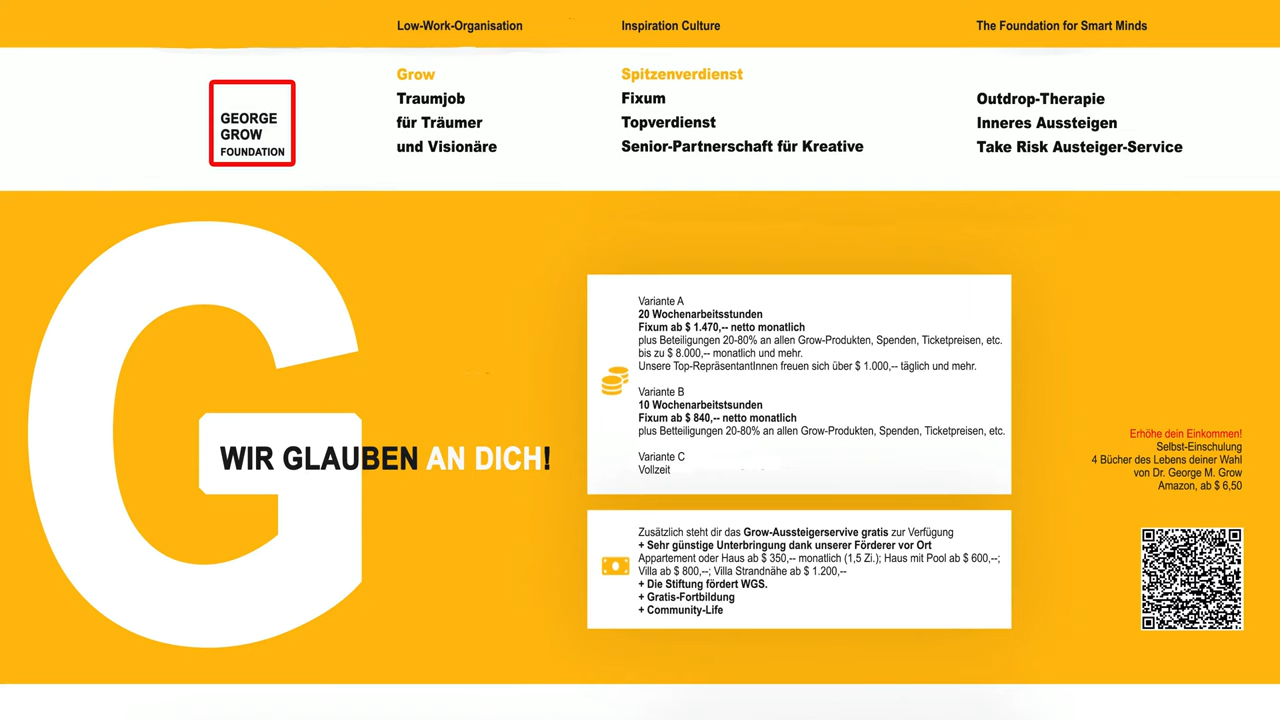 Low-Work-Organisation
Inspiration Culture
The Foundation for Smart Minds
GEORGE
GROW
FOUNDATION
Grow
Traumjob
für Träumer
und Visionäre
Spitzenverdienst
Fixum
Topverdienst
Senior-Partnerschaft für Kreative
Outdrop-Therapie
Inneres Aussteigen
Take Risk Austeiger-Service
G
WIR GLAUBEN AN DICH!
Variante A
20 Wochenarbeitsstunden
Fixum ab $ 1.470,-- netto monatlich
plus Beteiligungen 20-80% an allen Grow-Produkten, Spenden, Ticketpreisen, etc.
bis zu $ 8.000,-- monatlich und mehr.
Unsere Top-RepräsentantInnen freuen sich über $ 1.000,-- täglich und mehr.
Variante B
10 Wochenarbeitstsunden
Fixum ab $ 840,-- netto monatlich
plus Betteiligungen 20-80% an allen Grow-Produkten, Spenden, Ticketpreisen, etc.
Variante C
Vollzeit
Zusätzlich steht dir das Grow-Aussteigerservive gratis zur Verfügung
+ Sehr günstige Unterbringung dank unserer Förderer vor Ort
Appartement oder Haus ab $ 350,-- monatlich (1,5 Zi.); Haus mit Pool ab $ 600,--;
Villa ab $ 800,--; Villa Strandnähe ab $ 1.200,--
+ Die Stiftung fördert WGS.
+ Gratis-Fortbildung
+ Community-Life
Erhöhe dein Einkommen!
Selbst-Einschulung
4 Bücher des Lebens deiner Wahl
von Dr. George M. Grow
Amazon, ab $ 6,50